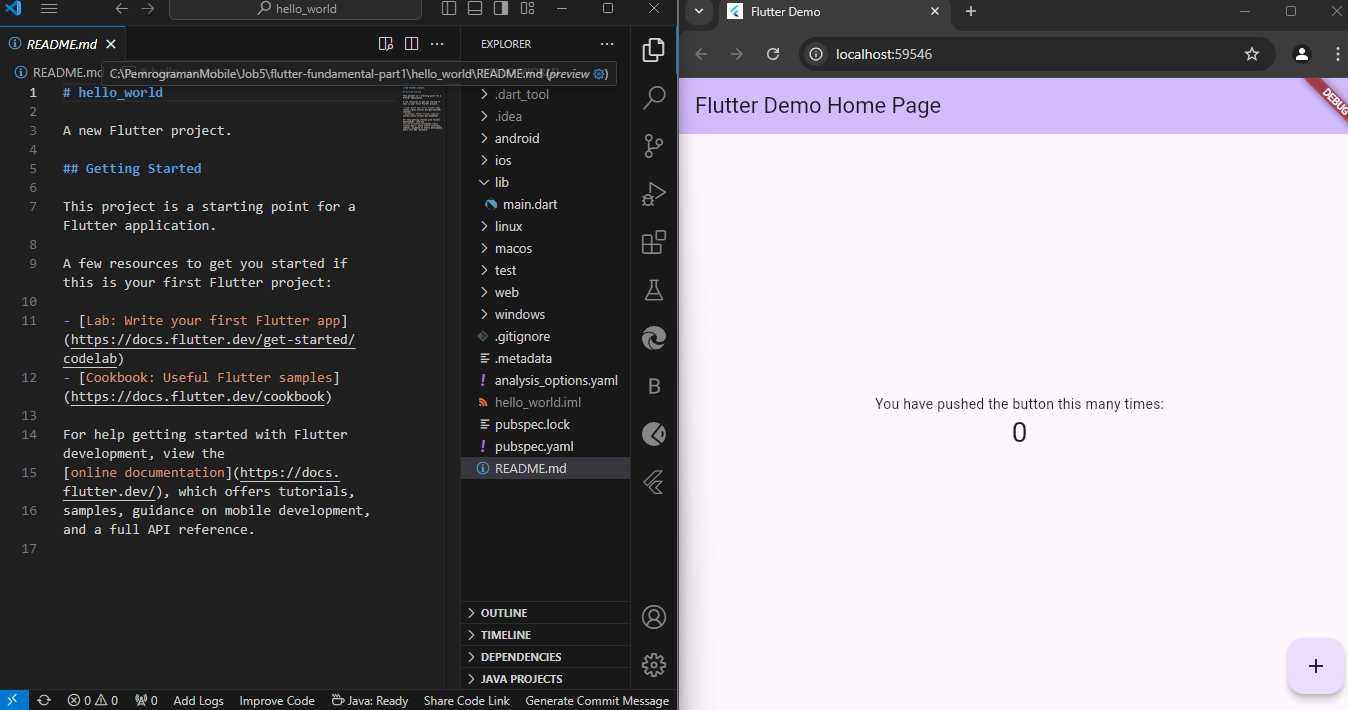 hello_world
README.md
EXPLORER
README.md
C:\PemrogramanMobile\Job5\flutter-fundamental-part1\hello_world\README.md (preview ⚙)
1 # hello_world
2
3 A new Flutter project.
4
5 ## Getting Started
6
7 This project is a starting point for a
Flutter application.
8
9 A few resources to get you started if
this is your first Flutter project:
10
11 - [Lab: Write your first Flutter app]
(https://docs.flutter.dev/get-started/
codelab)
12 - [Cookbook: Useful Flutter samples]
(https://docs.flutter.dev/cookbook)
13
14 For help getting started with Flutter
development, view the
15 [online documentation](https://docs.
flutter.dev/), which offers tutorials,
16 samples, guidance on mobile development,
and a full API reference.
17
.dart_tool
.idea
android
ios
lib
main.dart
linux
macos
test
web
windows
.gitignore
.metadata
analysis_options.yaml
hello_world.iml
pubspec.lock
pubspec.yaml
README.md
OUTLINE
TIMELINE
DEPENDENCIES
JAVA PROJECTS
B
0 0 0 Add Logs Improve Code Java: Ready Share Code Link Generate Commit Message
Flutter Demo
localhost:59546
Flutter Demo Home Page
DEBUG
You have pushed the button this many times:
0
+